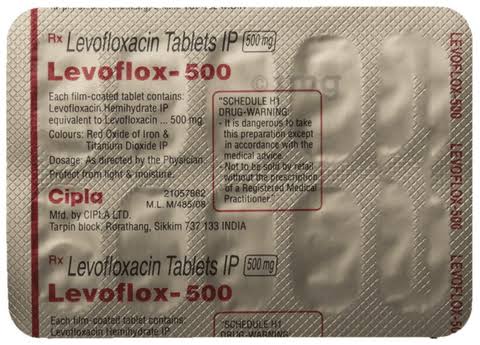 Rx Levofloxacin Tablets IP 500 mg
Levoflox-500
Each film-coated tablet contains:
Levofloxacin Hemihydrate IP
equivalent to Levofloxacin ... 500 mg
Colours: Red Oxide of Iron &
Titanium Dioxide IP
Dosage: As directed by the Physician.
Protect from light & moisture.
Cipla
21057862
M.L. M/485/08
Mfd. by CIPLA LTD.
Tarpin block, Rorathang, Sikkim 737 133 INDIA
"SCHEDULE H1
DRUG-WARNING:
- It is dangerous to take
this preparation except
in accordance with the
medical advice.
- Not to be sold by retail
without the prescription
of a Registered Medical
Practitioner."
Rx Levofloxacin Tablets IP 500 mg
Levoflox-500
Each film-coated tablet contains:
Levofloxacin Hemihydrate IP
"SCHEDULE H1
DRUG-WARNING:
LEVOFLOX-500
LEVOFLOX-500
LEVOFLOX-500